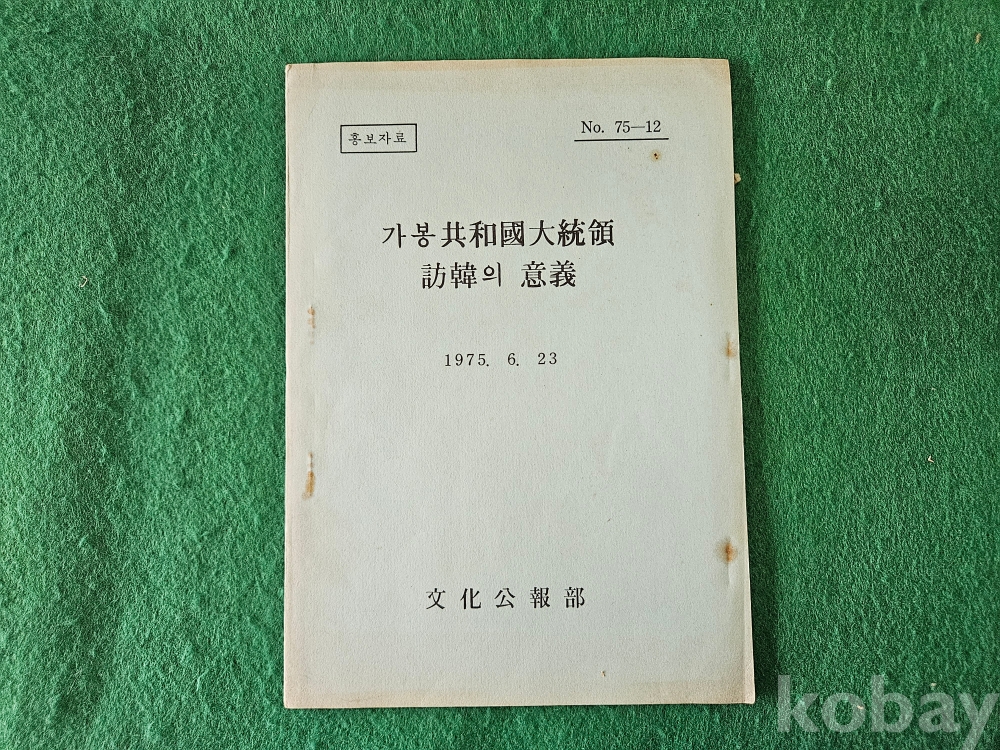 홍보자료
No. 75—12
가봉共和國大統領
訪韓의 意義
1975. 6. 23
文化公報部
kobay